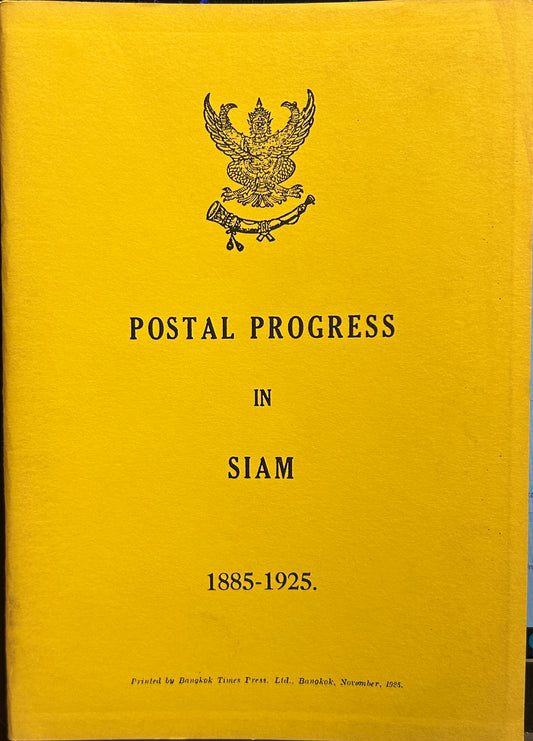 POSTAL PROGRESS
IN
SIAM
1885-1925.
Printed by Bangkok Times Press. Ltd., Bangkok, November, 1925.